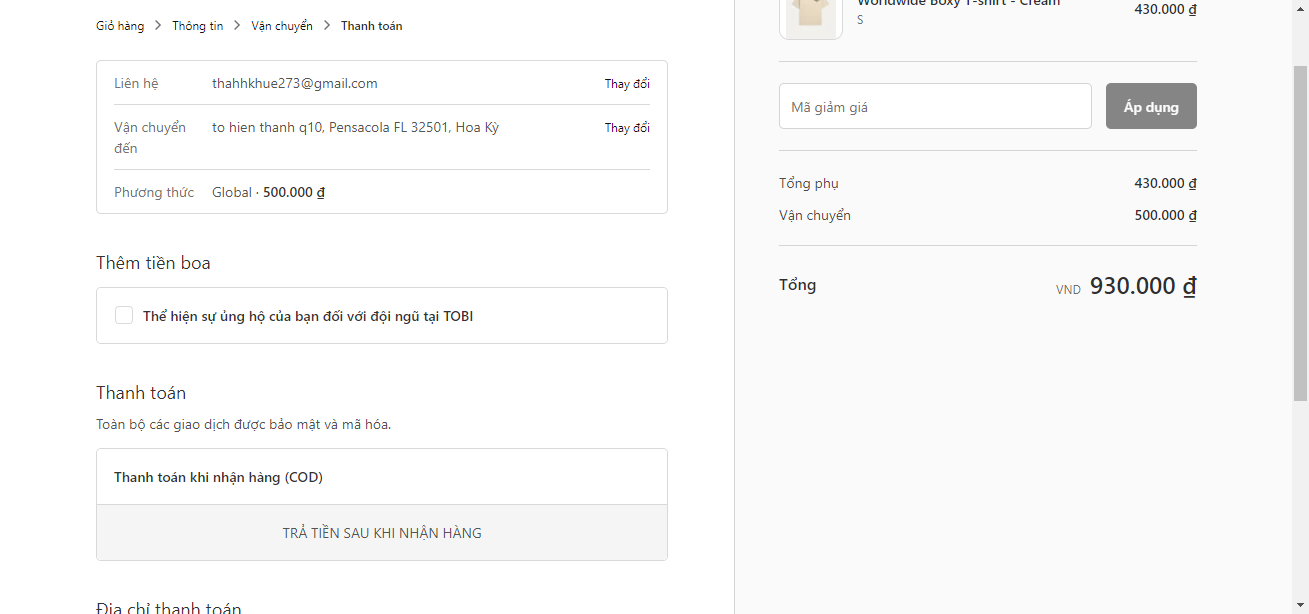 Giỏ hàng > Thông tin > Vận chuyển > Thanh toán
Liên hệ thahhkhue273@gmail.com Thay đổi
Vận chuyển to hien thanh q10, Pensacola FL 32501, Hoa Kỳ Thay đổi
đến
Phương thức Global · 500.000 ₫
Thêm tiền boa
Thể hiện sự ủng hộ của bạn đối với đội ngũ tại TOBI
Thanh toán
Toàn bộ các giao dịch được bảo mật và mã hóa.
Thanh toán khi nhận hàng (COD)
TRẢ TIỀN SAU KHI NHẬN HÀNG
Địa chỉ thanh toán
Worldwide Boxy T-shirt - Cream 430.000 ₫
S
Mã giảm giá Áp dụng
Tổng phụ 430.000 ₫
Vận chuyển 500.000 ₫
Tổng VND 930.000 ₫